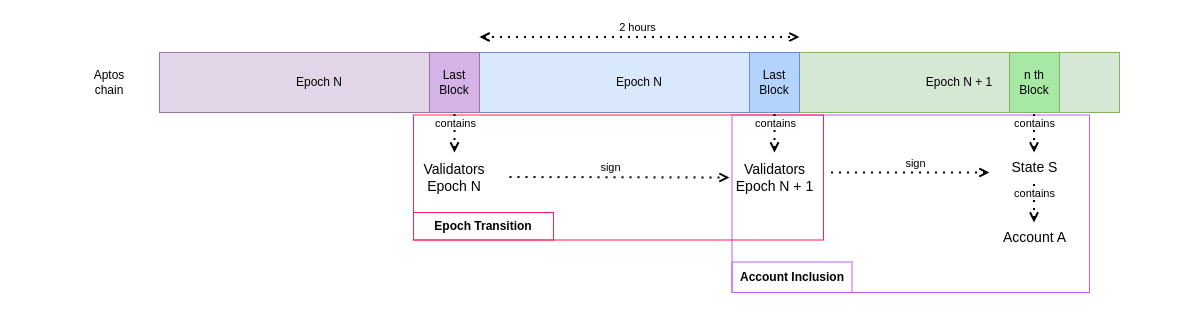 2 hours
Aptos
chain
Epoch N
Last
Block
Epoch N
Last
Block
Epoch N + 1
n th
Block
contains
contains
contains
Validators
Epoch N
sign
Validators
Epoch N + 1
sign
State S
contains
Account A
Epoch Transition
Account Inclusion